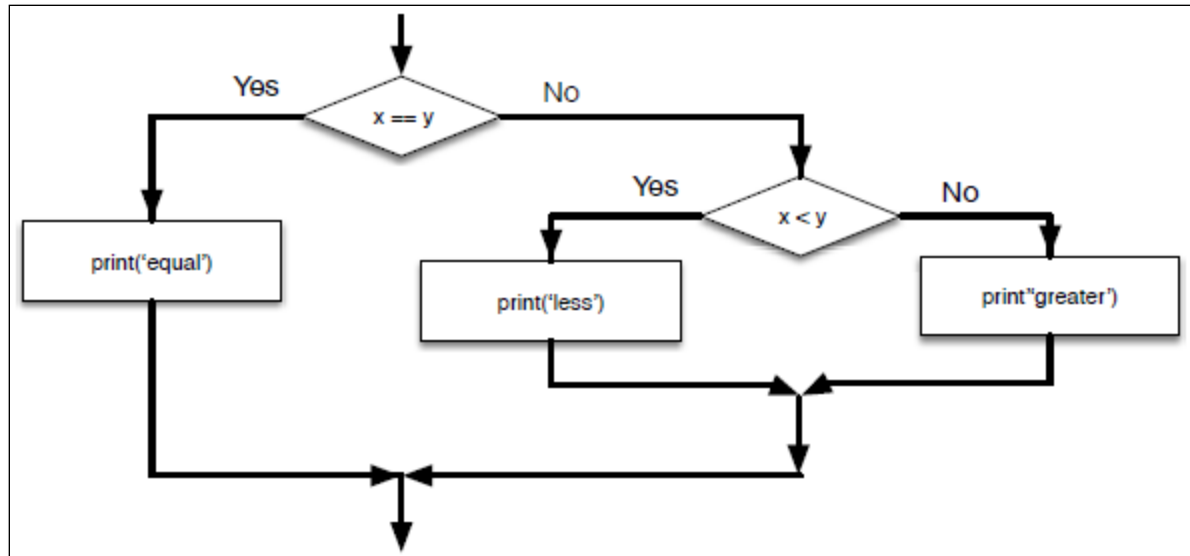 Yes
No
x == y
Yes
No
x < y
print(‘equal’)
print(‘less’)
print"greater’)